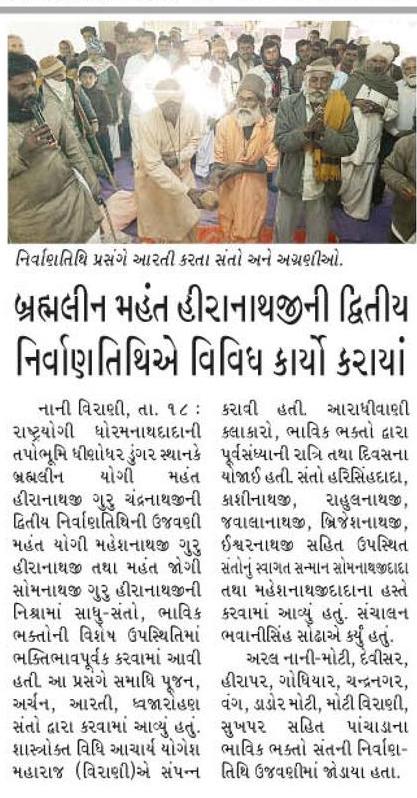 નિર્વાણતિથિ પ્રસંગે આરતી કરતા સંતો અને અગ્રણીઓ.
બ્રહ્મલીન મહંત હીરાનાથજીની દ્વિતીય
નિર્વાણતિથિએ વિવિધ કાર્યો કરાયાં
નાની વિરાણી, તા. ૧૮ :
રાષ્ટ્રયોગી ધોરમનાથદાદાની
તપોભૂમિ ધીણોધર ડુંગર સ્થાનકે
બ્રહ્મલીન યોગી મહંત
હીરાનાથજી ગુરુ ચંદ્રનાથજીની
દ્વિતીય નિર્વાણતિથિની ઉજવણી
મહંત યોગી મહેશનાથજી ગુરુ
હીરાનાથજી તથા મહંત જોગી
સોમનાથજી ગુરુ હીરાનાથજીની
નિશ્રામાં સાધુ-સંતો, ભાવિક
ભક્તોની વિશેષ ઉપસ્થિતિમાં
ભક્તિભાવપૂર્વક કરવામાં આવી
હતી. આ પ્રસંગે સમાધિ પૂજન,
અર્ચન, આરતી, ધ્વજારોહણ
સંતો દ્વારા કરવામાં આવ્યું હતું.
શાસ્ત્રોક્ત વિધિ આચાર્ય યોગેશ
મહારાજ (વિરાણી)એ સંપન્ન
કરાવી હતી. આરાધીવાણી
કલાકારો, ભાવિક ભક્તો દ્વારા
પૂર્વસંધ્યાની રાત્રિ તથા દિવસના
યોજાઈ હતી. સંતો હરિસિંહદાદા,
કાશીનાથજી, રાહુલનાથજી,
જવાલાનાથજી, બ્રિજેશનાથજી,
ઈશ્વરનાથજી સહિત ઉપસ્થિત
સંતોનું સ્વાગત સન્માન સોમનાથજીદાદા
તથા મહેશનાથજીદાદાના હસ્તે
કરવામાં આવ્યું હતું. સંચાલન
ભવાનીસિંહ સોઢાએ કર્યું હતું.
અરલ નાની-મોટી, દેવીસર,
હીરાપર, ગોધિયાર, ચન્દ્રનગર,
વંગ, ડાડોર મોટી, મોટી વિરાણી,
સુખપર સહિત પાંચાડાના
ભાવિક ભક્તો સંતની નિર્વાણ-
તિથિ ઉજવણીમાં જોડાયા હતા.